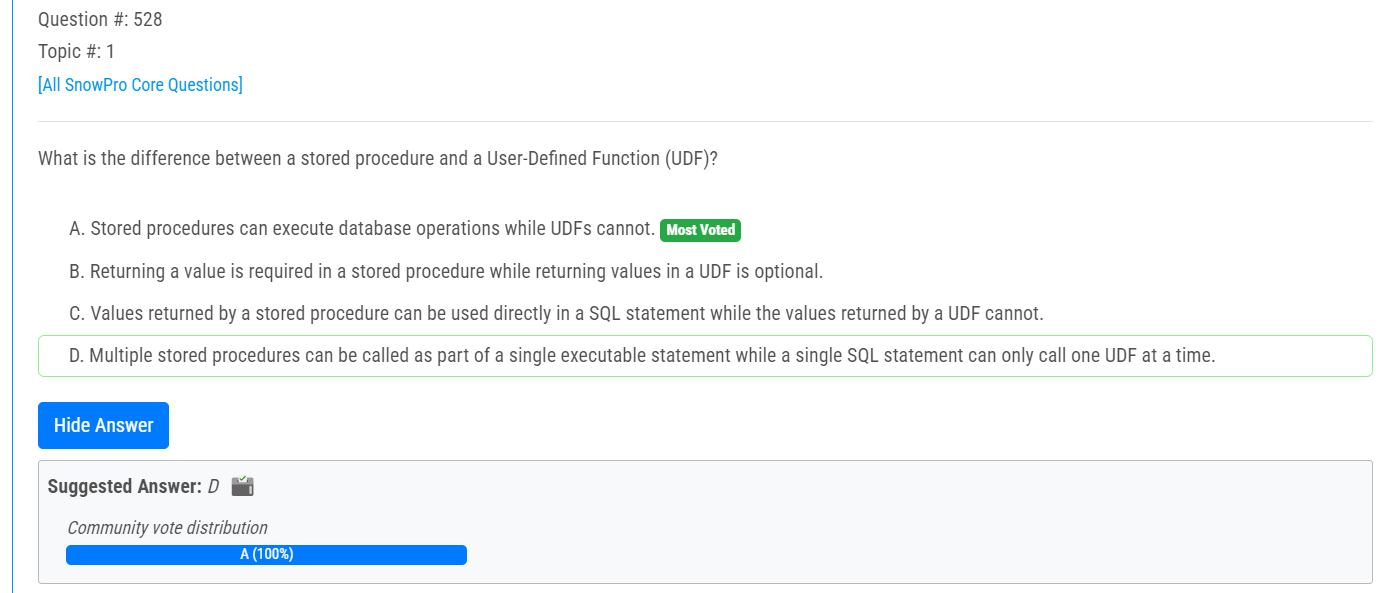 Question #: 528
Topic #: 1
[All SnowPro Core Questions]
What is the difference between a stored procedure and a User-Defined Function (UDF)?
A. Stored procedures can execute database operations while UDFs cannot. Most Voted
B. Returning a value is required in a stored procedure while returning values in a UDF is optional.
C. Values returned by a stored procedure can be used directly in a SQL statement while the values returned by a UDF cannot.
D. Multiple stored procedures can be called as part of a single executable statement while a single SQL statement can only call one UDF at a time.
Hide Answer
Suggested Answer: D
Community vote distribution
A (100%)